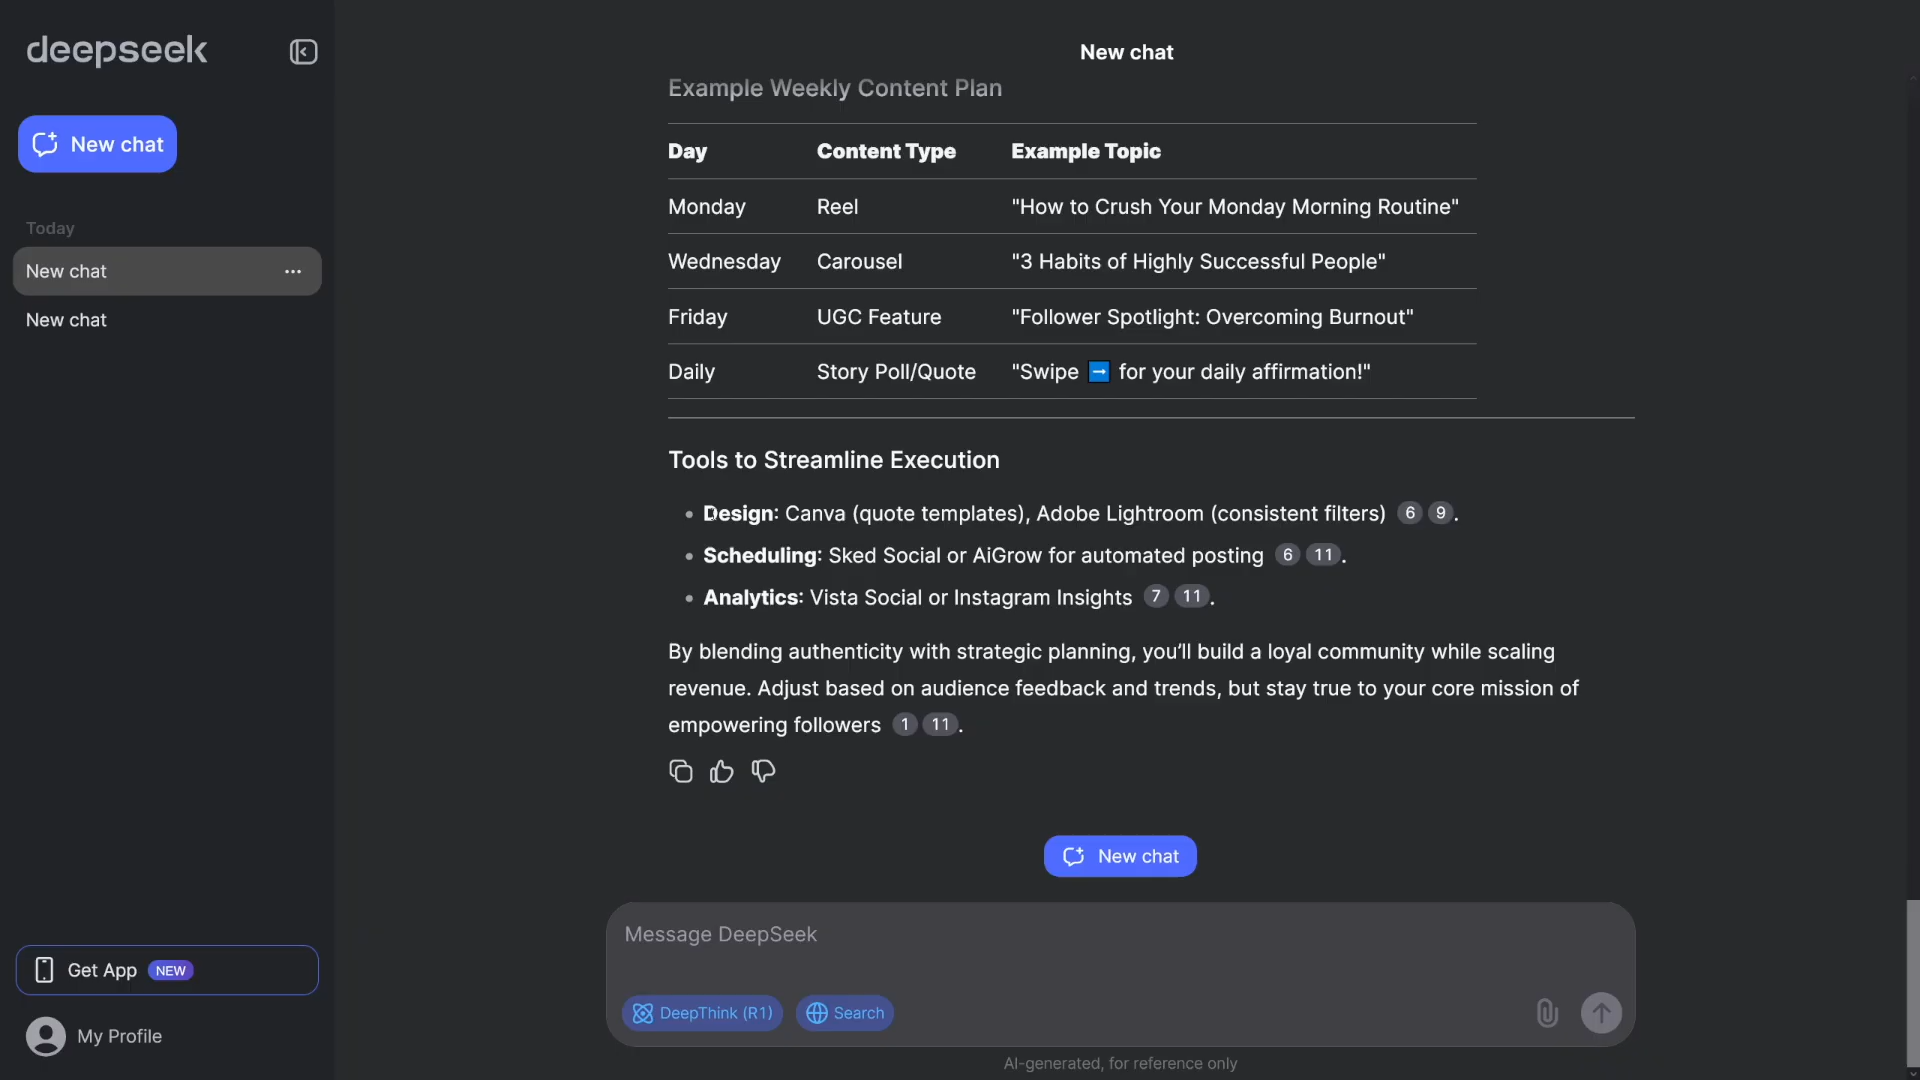 deepseek
New chat
Today
New chat
New chat
Get App NEW
My Profile
New chat
Example Weekly Content Plan
Day Content Type Example Topic
Monday Reel "How to Crush Your Monday Morning Routine"
Wednesday Carousel "3 Habits of Highly Successful People"
Friday UGC Feature "Follower Spotlight: Overcoming Burnout"
Daily Story Poll/Quote "Swipe ➡️ for your daily affirmation!"
Tools to Streamline Execution
• Design: Canva (quote templates), Adobe Lightroom (consistent filters) 6 9.
• Scheduling: Sked Social or AiGrow for automated posting 6 11.
• Analytics: Vista Social or Instagram Insights 7 11.
By blending authenticity with strategic planning, you’ll build a loyal community while scaling
revenue. Adjust based on audience feedback and trends, but stay true to your core mission of
empowering followers 1 11.
New chat
Message DeepSeek
DeepThink (R1) Search
AI-generated, for reference only